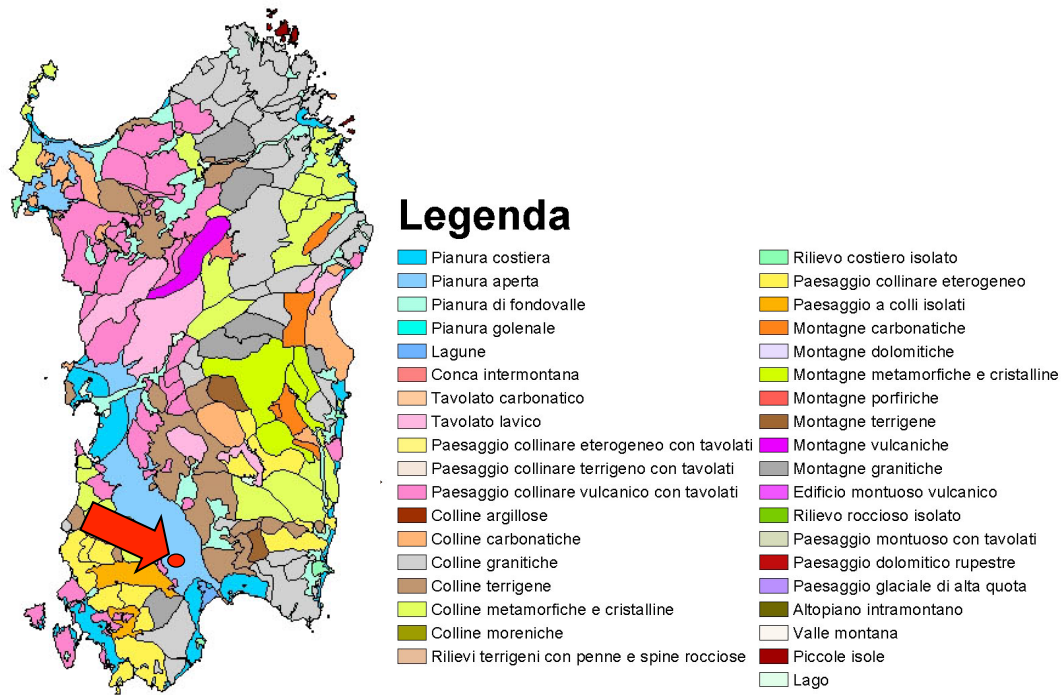 Legenda
Pianura costiera
Pianura aperta
Pianura di fondovalle
Pianura golenale
Lagune
Conca intermontana
Tavolato carbonatico
Tavolato lavico
Paesaggio collinare eterogeneo con tavolati
Paesaggio collinare terrigeno con tavolati
Paesaggio collinare vulcanico con tavolati
Colline argillose
Colline carbonatiche
Colline granitiche
Colline terrigene
Colline metamorfiche e cristalline
Colline moreniche
Rilievi terrigeni con penne e spine rocciose
Rilievo costiero isolato
Paesaggio collinare eterogeneo
Paesaggio a colli isolati
Montagne carbonatiche
Montagne dolomitiche
Montagne metamorfiche e cristalline
Montagne porfiriche
Montagne terrigene
Montagne vulcaniche
Montagne granitiche
Edificio montuoso vulcanico
Rilievo roccioso isolato
Paesaggio montuoso con tavolati
Paesaggio dolomitico rupestre
Paesaggio glaciale di alta quota
Altopiano intramontano
Valle montana
Piccole isole
Lago